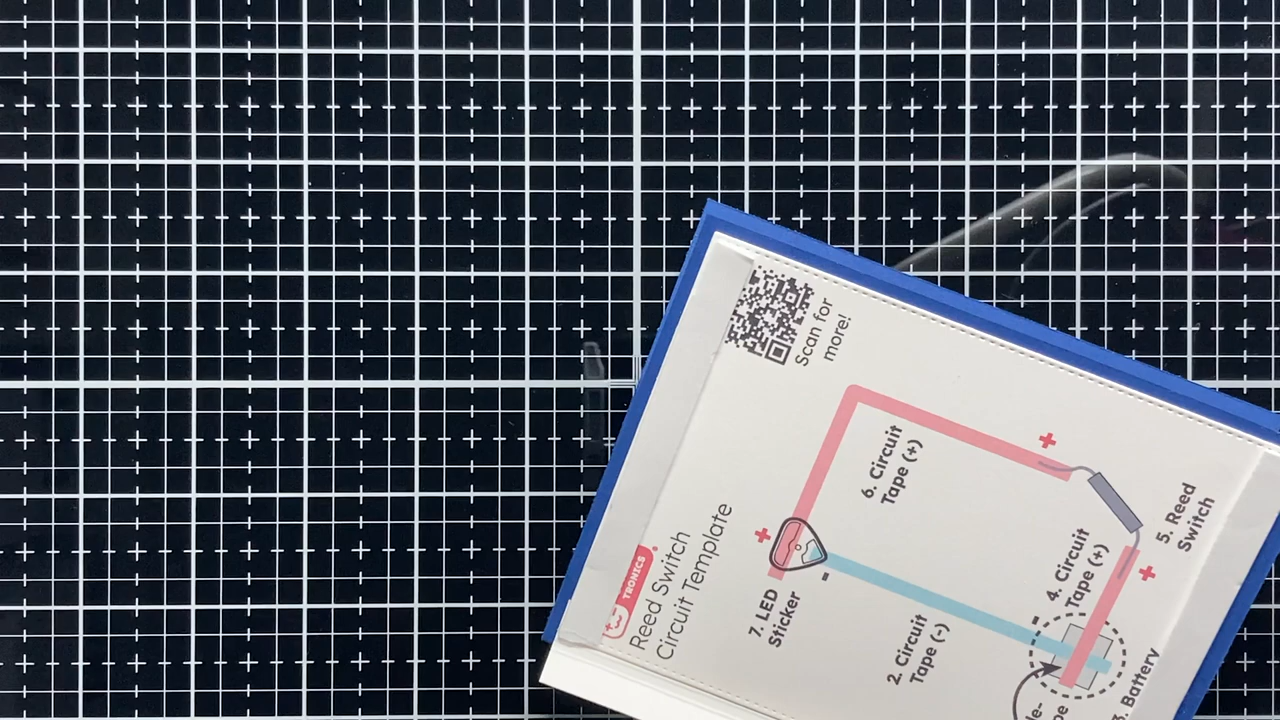 TRONICS
Reed Switch
Circuit Template
Scan for
more!
7. LED
Sticker
6. Circuit
Tape (+)
2. Circuit
Tape (-)
4. Circuit
Tape (+)
5. Reed
Switch
3. Battery
+
-
+
+
-